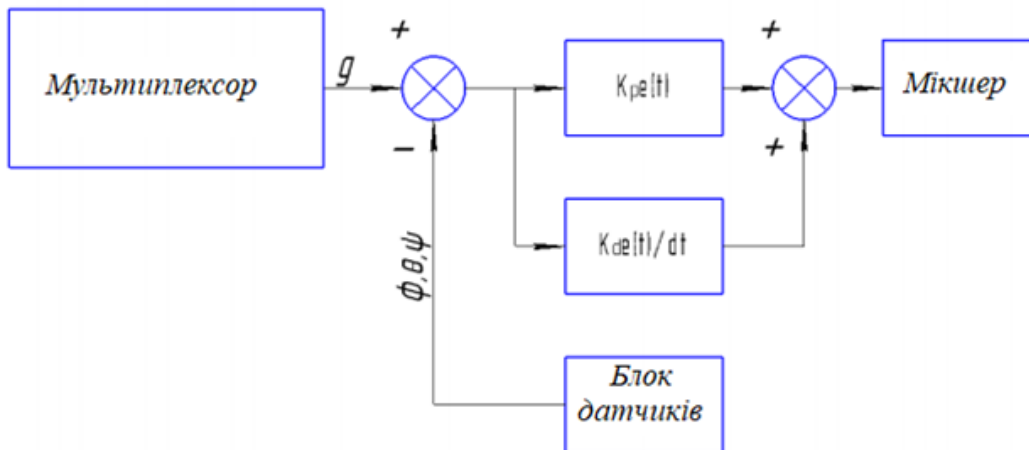 Мультиплексор
g
+
−
Kpe(t)
+
+
Мікшер
Kde(t)/dt
ϕ,θ,ψ
Блок
датчиків